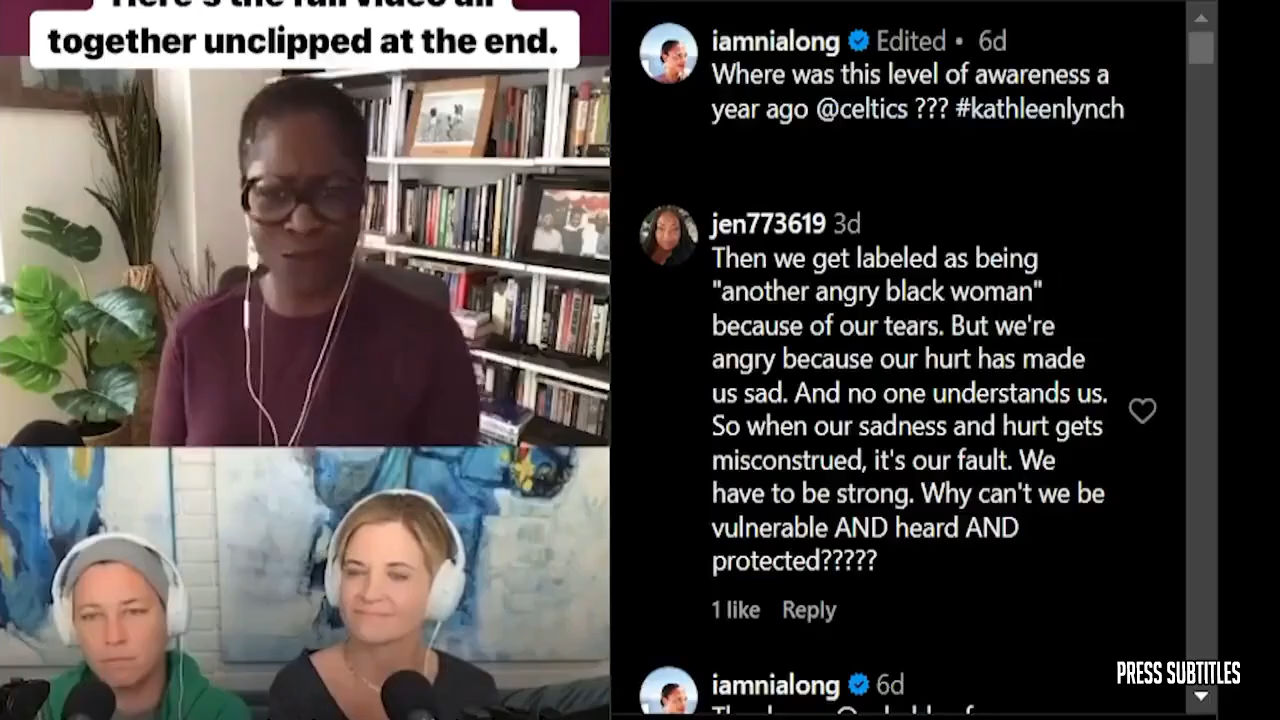 Here's the full video all
together unclipped at the end.
iamnialong Edited • 6d
Where was this level of awareness a
year ago @celtics ??? #kathleenlynch
jen773619 3d
Then we get labeled as being
"another angry black woman"
because of our tears. But we're
angry because our hurt has made
us sad. And no one understands us.
So when our sadness and hurt gets
misconstrued, it's our fault. We
have to be strong. Why can't we be
vulnerable AND heard AND
protected?????
1 like Reply
iamnialong 6d
PRESS SUBTITLES